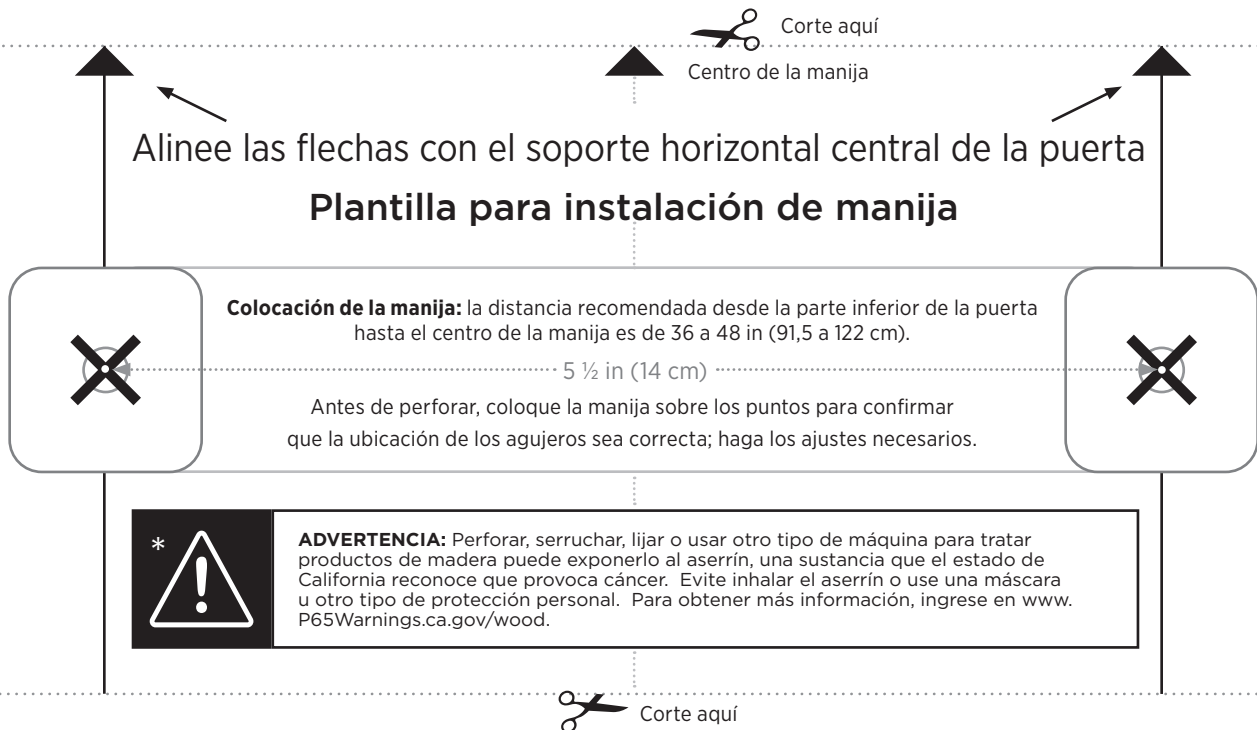 Corte aquí
Centro de la manija
Alinee las flechas con el soporte horizontal central de la puerta
Plantilla para instalación de manija
Colocación de la manija: la distancia recomendada desde la parte inferior de la puerta
hasta el centro de la manija es de 36 a 48 in (91,5 a 122 cm).
5 ½ in (14 cm)
Antes de perforar, coloque la manija sobre los puntos para confirmar
que la ubicación de los agujeros sea correcta; haga los ajustes necesarios.
*
ADVERTENCIA: Perforar, serruchar, lijar o usar otro tipo de máquina para tratar
productos de madera puede exponerlo al aserrín, una sustancia que el estado de
California reconoce que provoca cáncer.  Evite inhalar el aserrín o use una máscara
u otro tipo de protección personal.  Para obtener más información, ingrese en www.
P65Warnings.ca.gov/wood.
Corte aquí